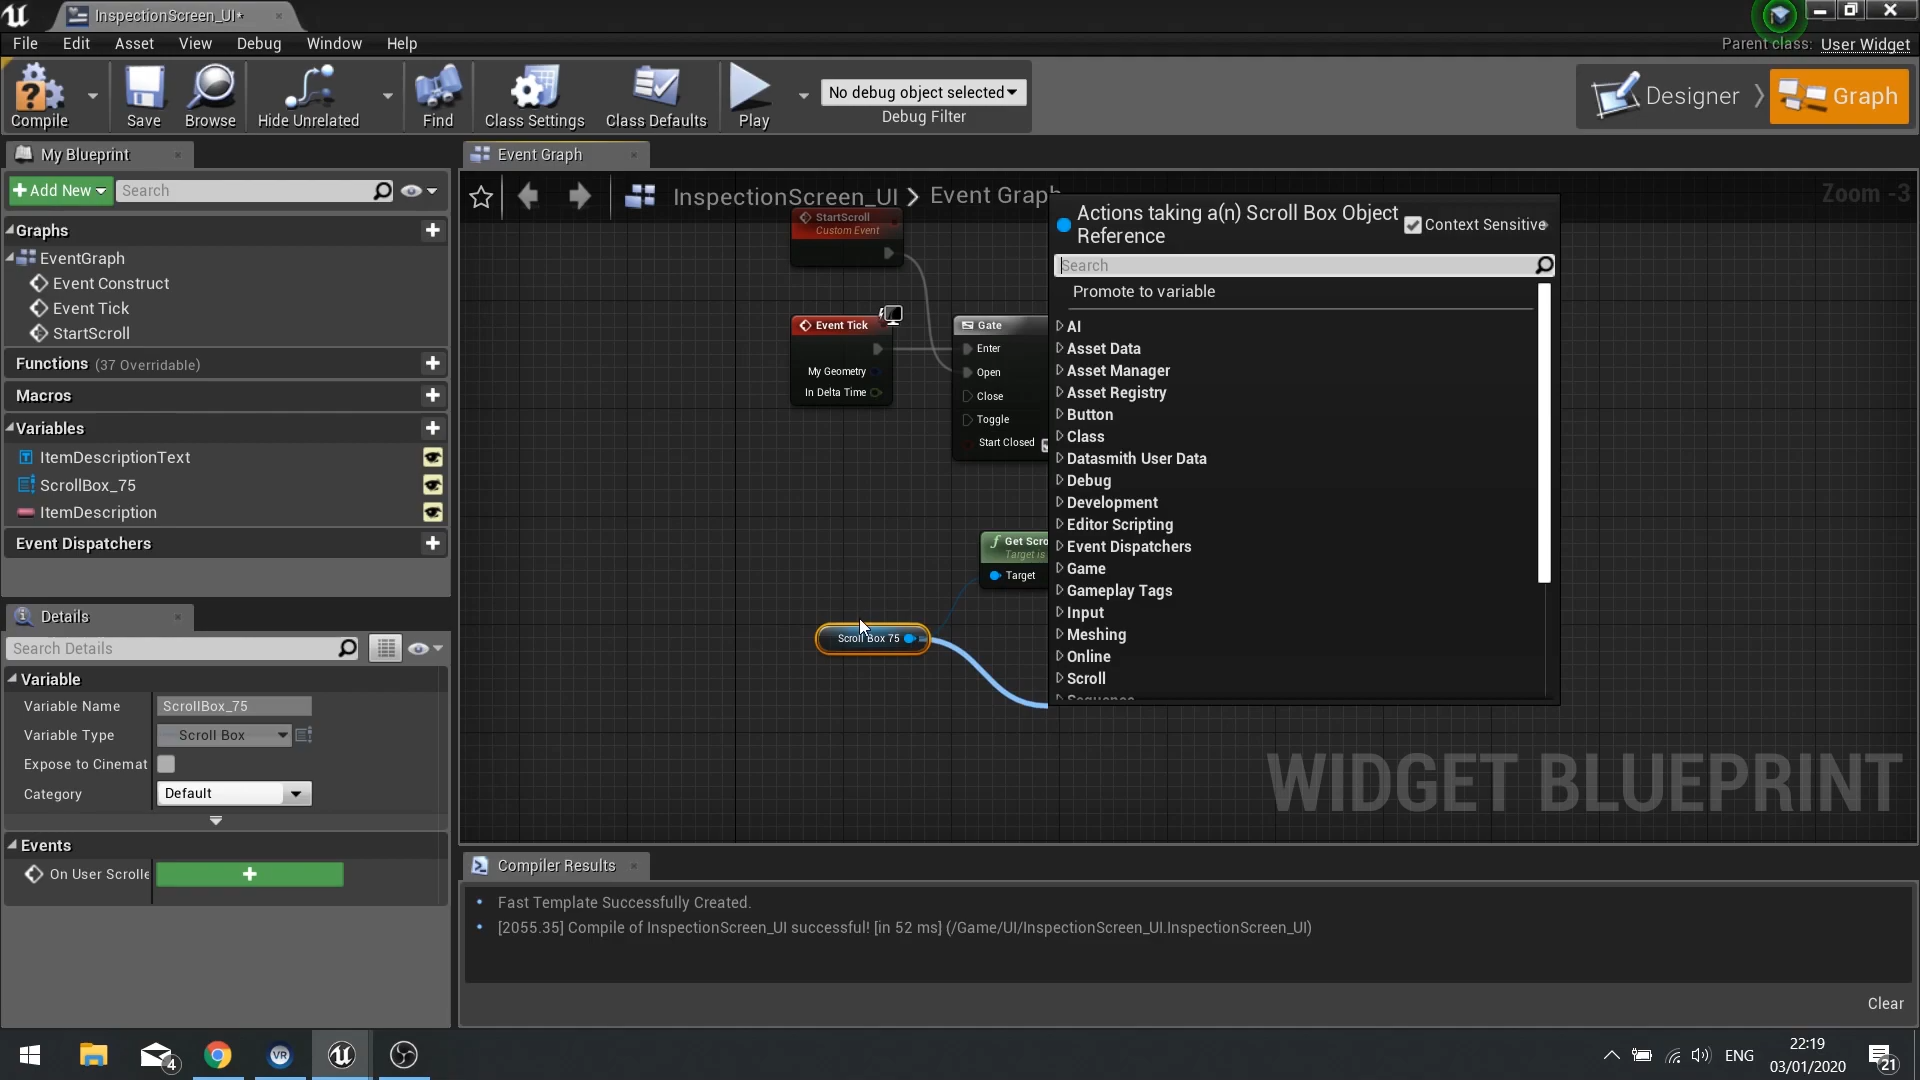 InspectionScreen_UI*
File Edit Asset View Debug Window Help
Parent class: User Widget
Compile Save Browse Hide Unrelated Find Class Settings Class Defaults Play
No debug object selected
Debug Filter
Designer Graph
My Blueprint
Event Graph
+ Add New Search
InspectionScreen_UI > Event Graph
Zoom -3
Graphs
EventGraph
Event Construct
Event Tick
StartScroll
Functions (37 Overridable)
Macros
Variables
ItemDescriptionText
ScrollBox_75
ItemDescription
Event Dispatchers
StartScroll
Custom Event
Event Tick
My Geometry
In Delta Time
Gate
Enter
Open
Close
Toggle
Start Closed
Get Scro
Target is
Target
Scroll Box 75
Actions taking a(n) Scroll Box Object
Reference
Context Sensitive
Search
Promote to variable
AI
Asset Data
Asset Manager
Asset Registry
Button
Class
Datasmith User Data
Debug
Development
Editor Scripting
Event Dispatchers
Game
Gameplay Tags
Input
Meshing
Online
Scroll
Sequence
WIDGET BLUEPRINT
Details
Search Details
Variable
Variable Name ScrollBox_75
Variable Type Scroll Box
Expose to Cinemat
Category Default
Events
On User Scrolle
Compiler Results
Fast Template Successfully Created.
[2055.35] Compile of InspectionScreen_UI successful! [in 52 ms] (/Game/UI/InspectionScreen_UI.InspectionScreen_UI)
Clear
4
VR
ENG
22:19
03/01/2020
21